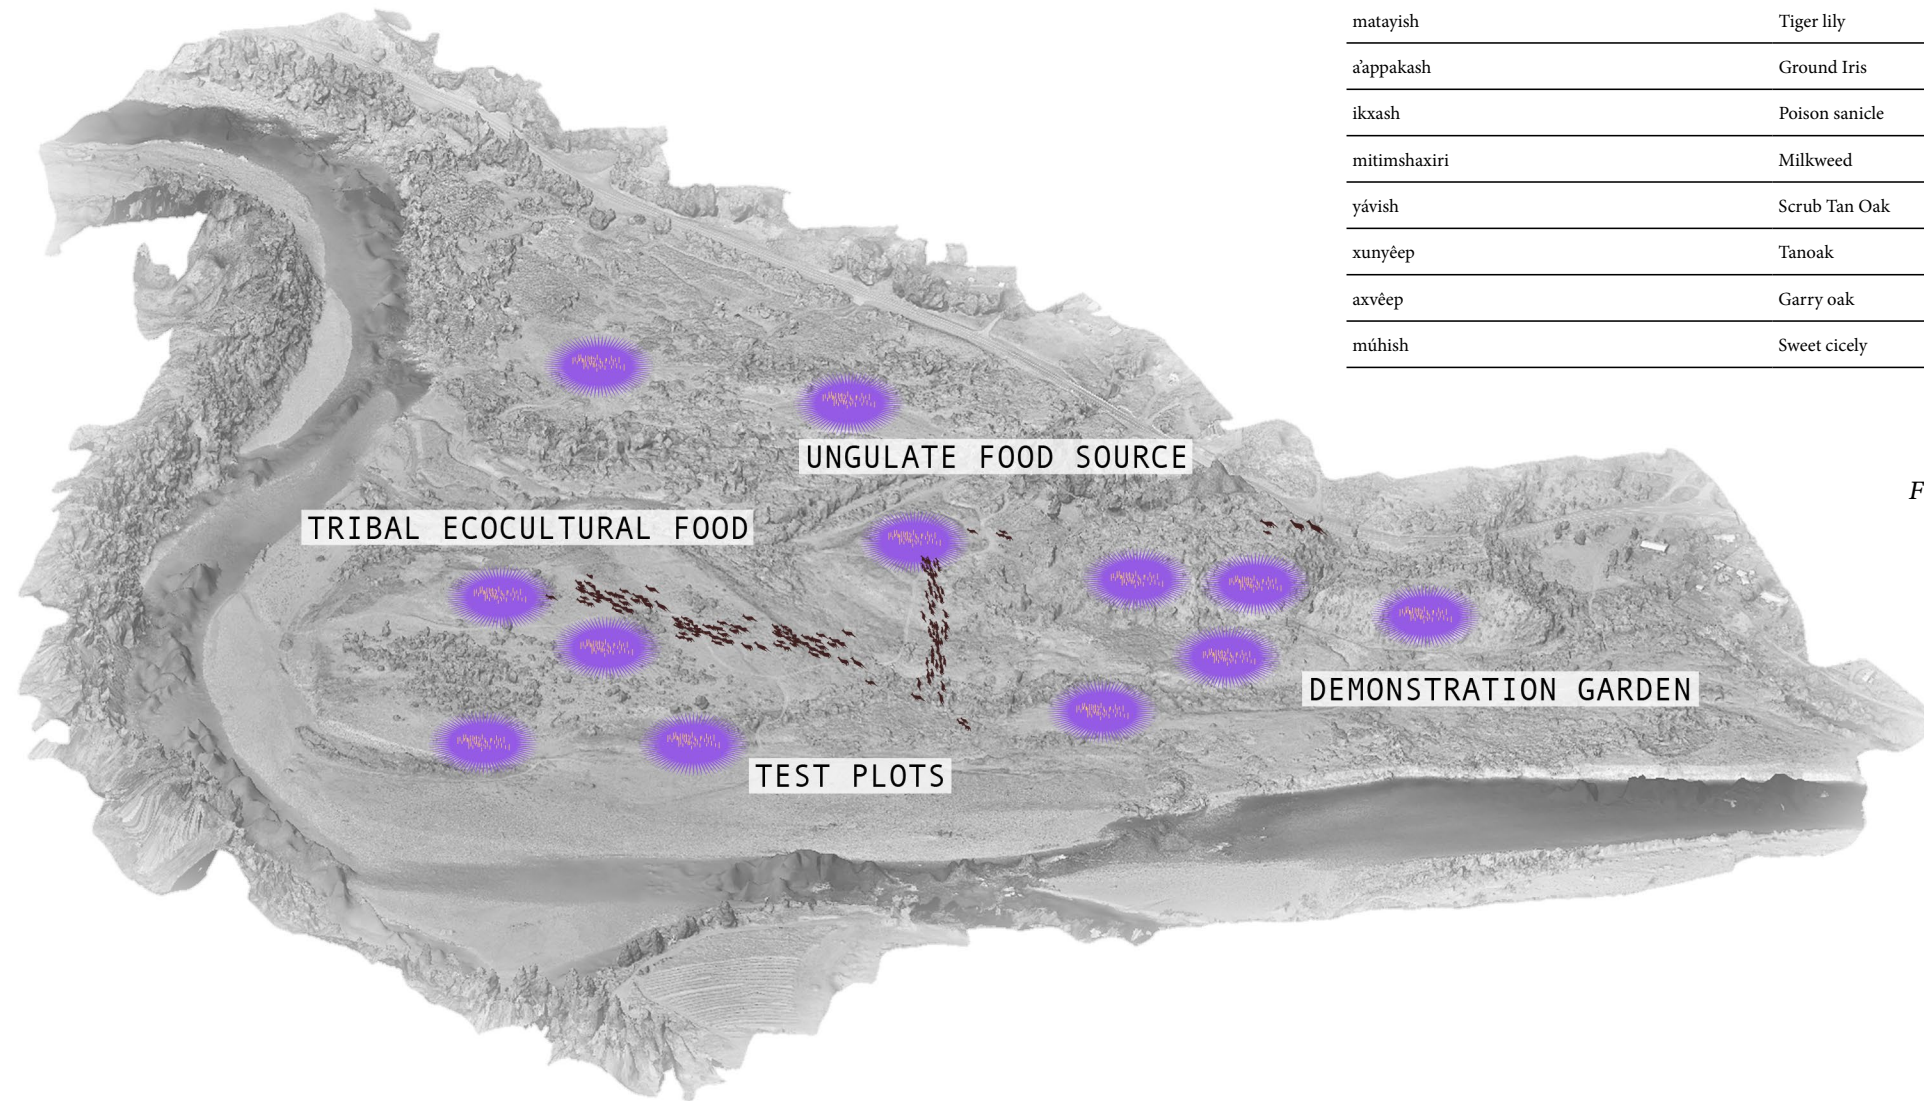 matayish Tiger lily
a’appakash Ground Iris
ikxash Poison sanicle
mitimshaxiri Milkweed
yávish Scrub Tan Oak
xunyêep Tanoak
axvêep Garry oak
múhish Sweet cicely
UNGULATE FOOD SOURCE
F
TRIBAL ECOCULTURAL FOOD
DEMONSTRATION GARDEN
TEST PLOTS